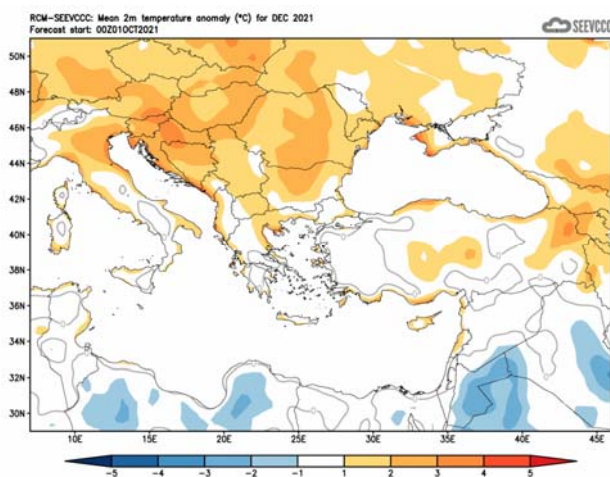 RCM-SEEVCCC: Mean 2m temperature anomaly (°C) for DEC 2021
Forecast start: 00Z01OCT2021
SEEVCCC
50N
48N
46N
44N
42N
40N
38N
36N
34N
32N
30N
10E 15E 20E 25E 30E 35E 40E 45E
-5 -4 -3 -2 -1 1 2 3 4 5